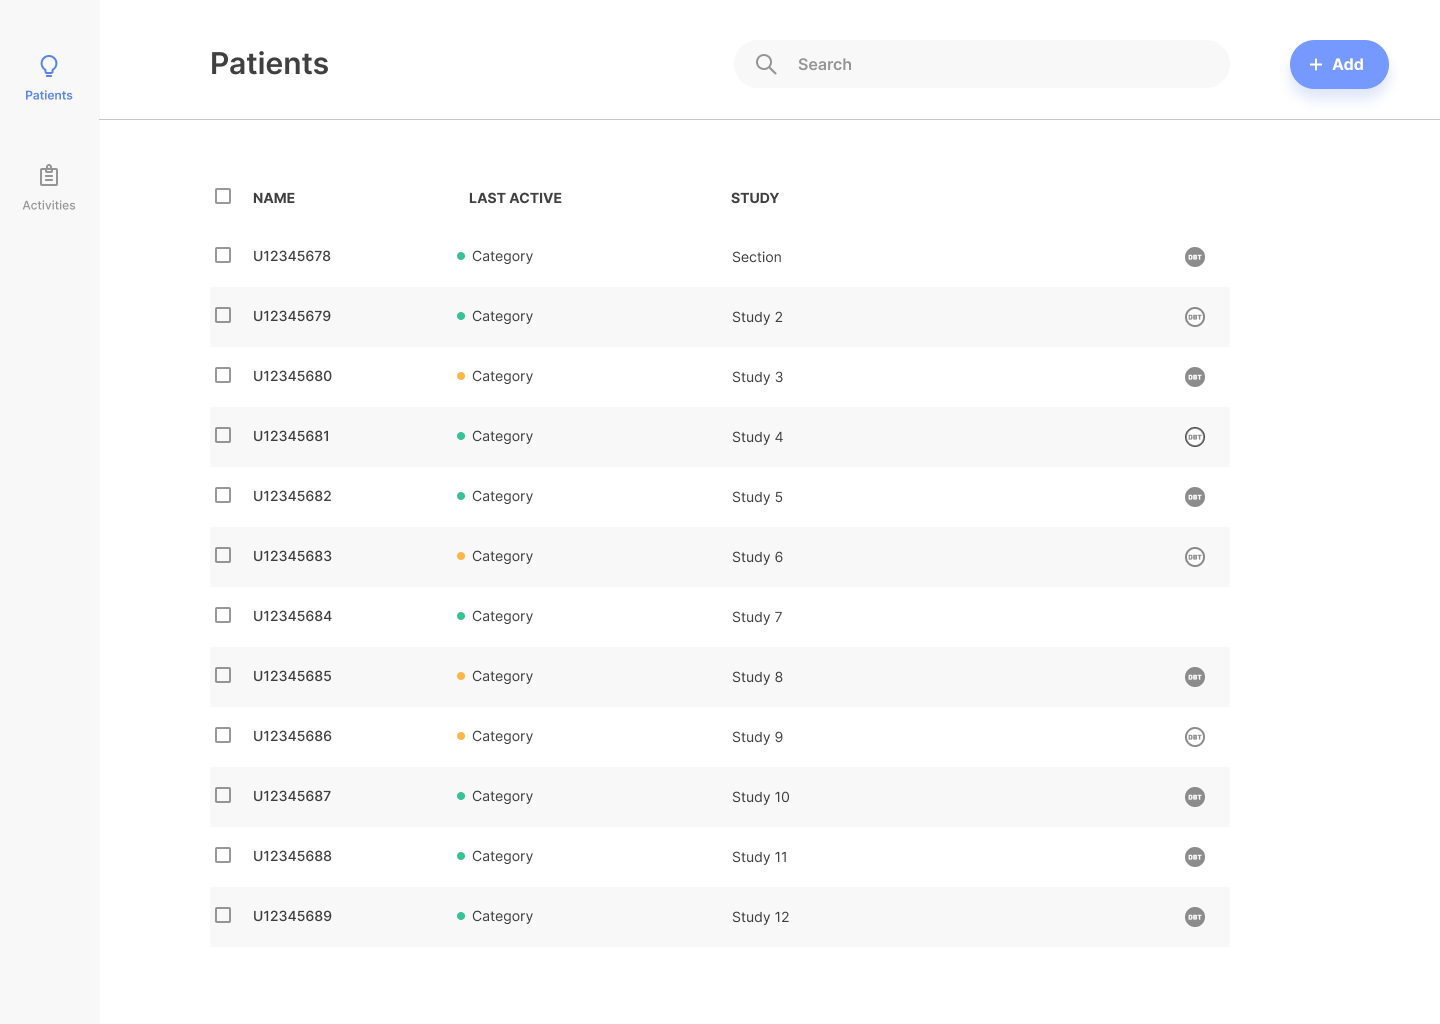 Patients
Search
+ Add
Patients
Activities
NAME LAST ACTIVE STUDY
U12345678 Category Section DBT
U12345679 Category Study 2 DBT
U12345680 Category Study 3 DBT
U12345681 Category Study 4 DBT
U12345682 Category Study 5 DBT
U12345683 Category Study 6 DBT
U12345684 Category Study 7
U12345685 Category Study 8 DBT
U12345686 Category Study 9 DBT
U12345687 Category Study 10 DBT
U12345688 Category Study 11 DBT
U12345689 Category Study 12 DBT